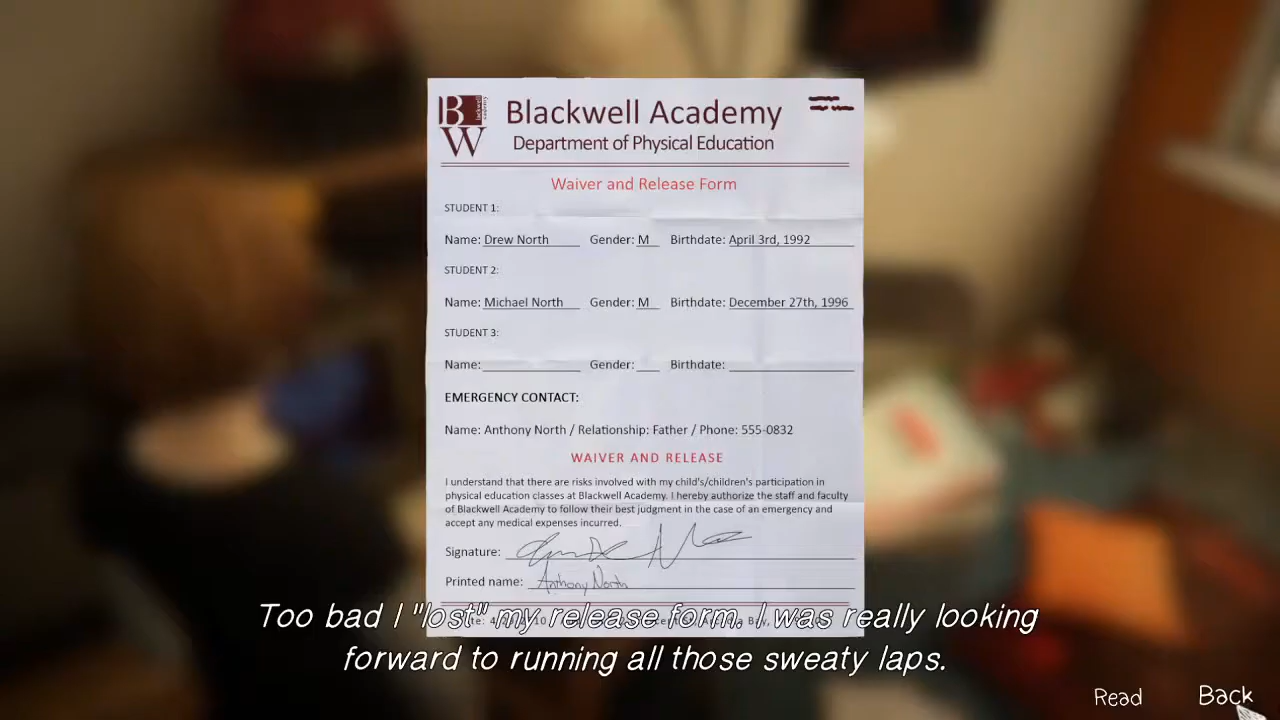 B
W
Blackwell Academy
Department of Physical Education
Waiver and Release Form
STUDENT 1:
Name: Drew North Gender: M Birthdate: April 3rd, 1992
STUDENT 2:
Name: Michael North Gender: M Birthdate: December 27th, 1996
STUDENT 3:
Name: Gender: Birthdate:
EMERGENCY CONTACT:
Name: Anthony North / Relationship: Father / Phone: 555-0832
WAIVER AND RELEASE
I understand that there are risks involved with my child's/children's participation in
physical education classes at Blackwell Academy. I hereby authorize the staff and faculty
of Blackwell Academy to follow their best judgment in the case of an emergency and
accept any medical expenses incurred.
Signature:
Printed name: Anthony North
Too bad I "lost" my release form. I was really looking
forward to running all those sweaty laps.
Read Back